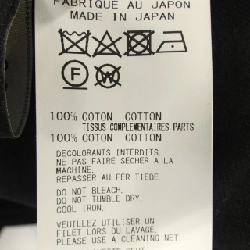 FABRIQUÉ AU JAPON
MADE IN JAPAN
F
W
100% COTON COTTON
TISSUS COMPLEMENTAIRES PARTS
100% COTON COTTON
DECOLORANTS INTERDITS.
NE PAS FAIRE SECHER A LA
MACHINE.
REPASSER AU FER TIEDE.
DO NOT BLEACH.
DO NOT TUMBLE DRY.
COOL IRON.
VEUILLEZ UTILISER UN
FILET LORS DU LAVAGE.
PLEASE USE A CLEANING NET